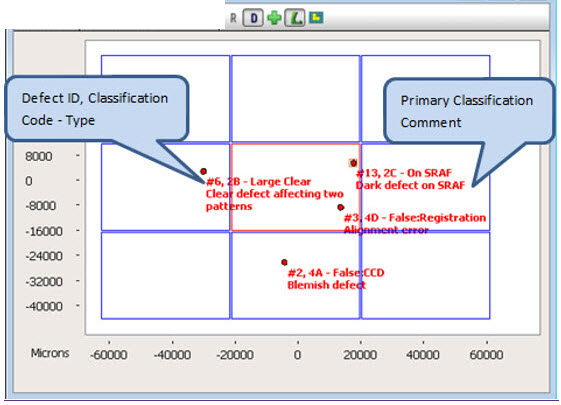 R D L
Defect ID, Classification
Code - Type
Primary Classification
Comment
8000
0
-8000
-16000
-24000
-32000
-40000
#6, 2B - Large Clear
Clear defect affecting two
patterns
#13, 2C - On SRAF
Dark defect on SRAF
#3, 4D - False:Registration
Alignment error
#2, 4A - False:CCD
Blemish defect
Microns
-60000
-40000
-20000
0
20000
40000
60000